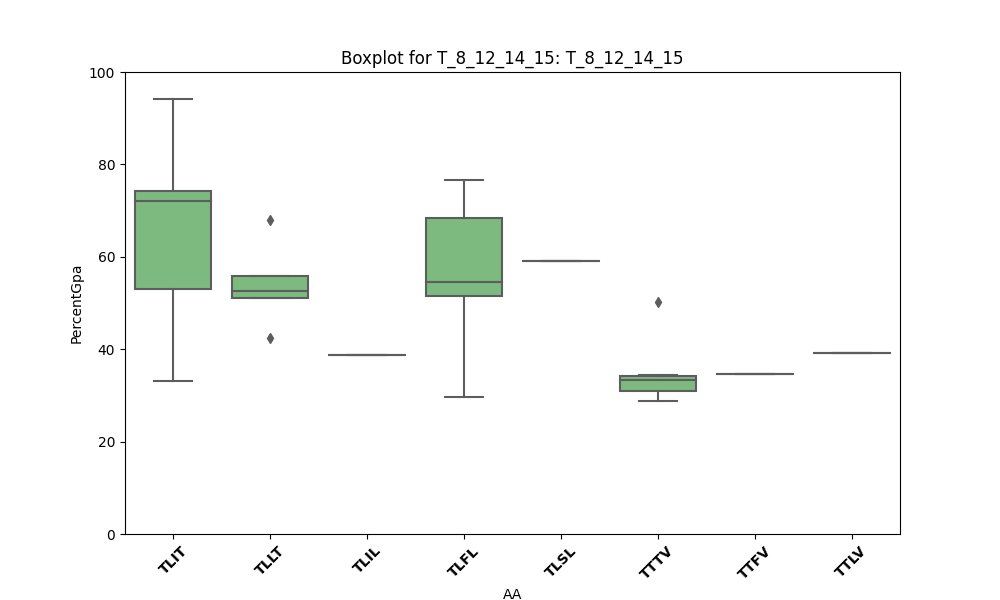 Boxplot for T_8_12_14_15: T_8_12_14_15
100
80
60
40
20
0
PercentGpa
TLIT TLLT TLIL TLFL TLSL TTTV TTFV TTLV
AA